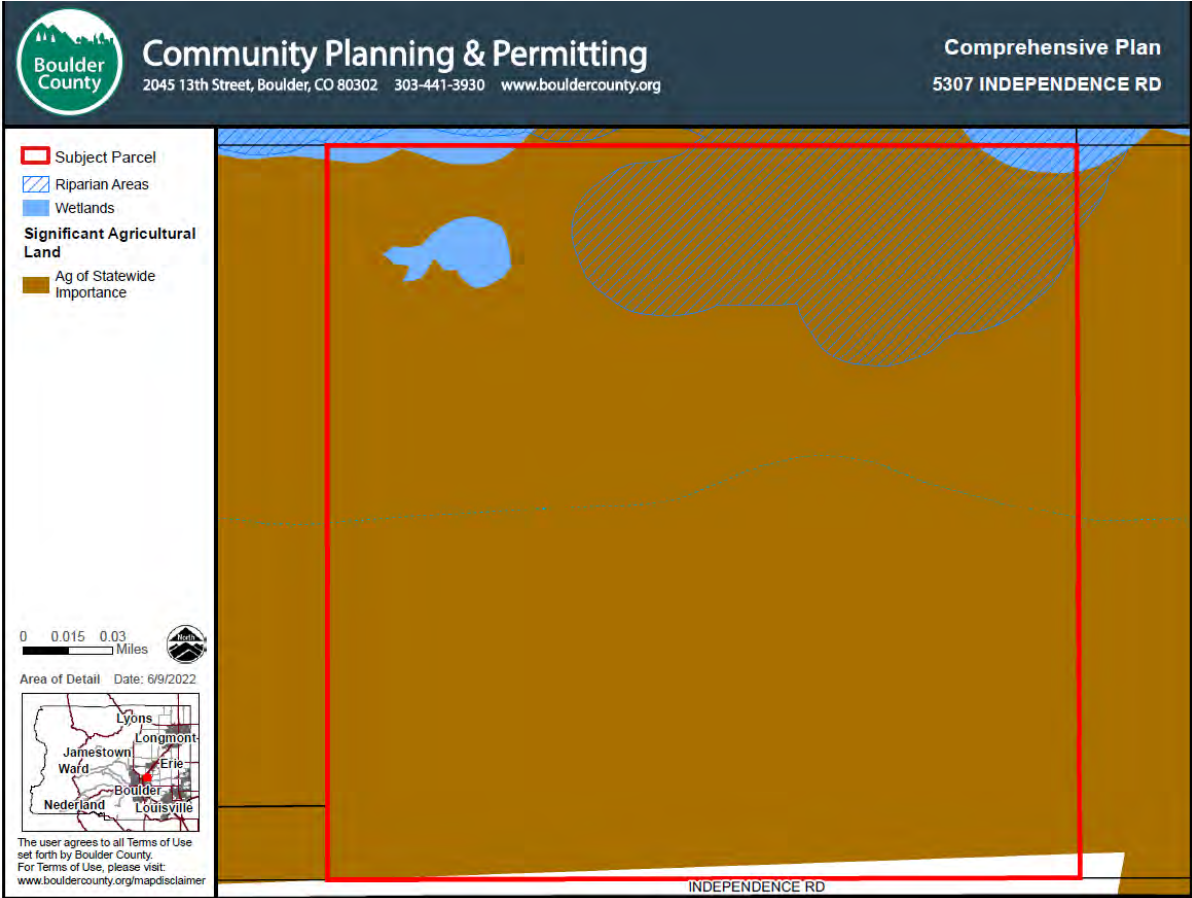 Boulder
County
Community Planning & Permitting
2045 13th Street, Boulder, CO 80302 303-441-3930 www.bouldercounty.org
Comprehensive Plan
5307 INDEPENDENCE RD
Subject Parcel
Riparian Areas
Wetlands
Significant Agricultural
Land
Ag of Statewide
Importance
0 0.015 0.03
Miles
North
Area of Detail Date: 6/9/2022
Lyons
Longmont
Jamestown
Ward
Erie
Boulder
Nederland
Louisville
The user agrees to all Terms of Use
set forth by Boulder County.
For Terms of Use, please visit:
www.bouldercounty.org/mapdisclaimer
INDEPENDENCE RD